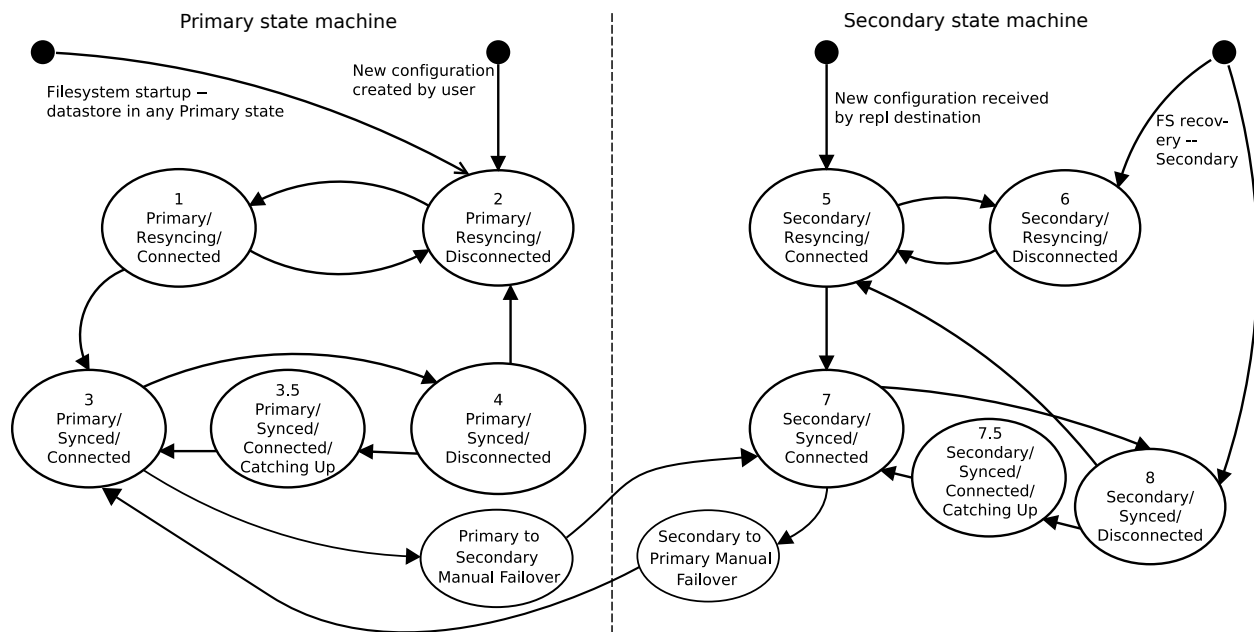 Primary state machine
Secondary state machine
Filesystem startup –
datastore in any Primary state
New configuration
created by user
New configuration received
by repl destination
FS recov-
ery --
Secondary
1
Primary/
Resyncing/
Connected
2
Primary/
Resyncing/
Disconnected
5
Secondary/
Resyncing/
Connected
6
Secondary/
Resyncing/
Disconnected
3
Primary/
Synced/
Connected
3.5
Primary/
Synced/
Connected/
Catching Up
4
Primary/
Synced/
Disconnected
7
Secondary/
Synced/
Connected
7.5
Secondary/
Synced/
Connected/
Catching Up
8
Secondary/
Synced/
Disconnected
Primary to
Secondary
Manual Failover
Secondary to
Primary Manual
Failover